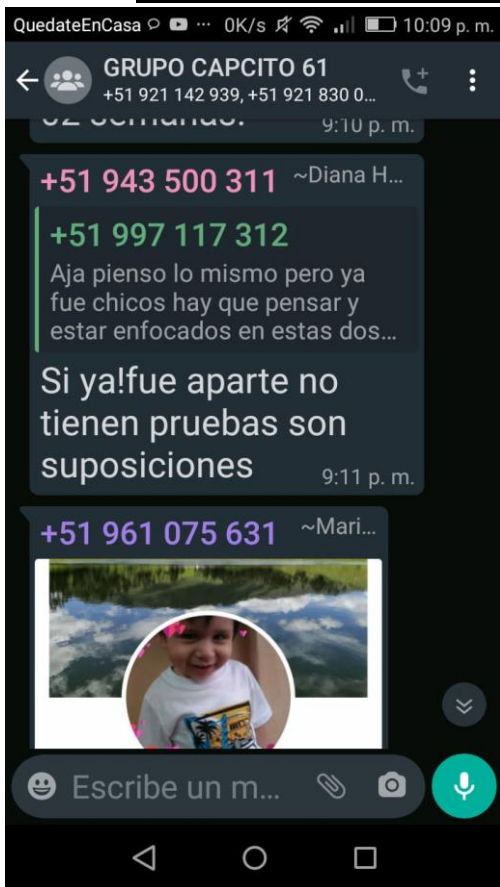 QuedateEnCasa ... 0K/s 10:09 p. m.
GRUPO CAPCITO 61
+51 921 142 939, +51 921 830 0...
02 semanas. 9:10 p. m.
+51 943 500 311 ~Diana H...
+51 997 117 312
Aja pienso lo mismo pero ya
fue chicos hay que pensar y
estar enfocados en estas dos...
Si ya!fue aparte no
tienen pruebas son
suposiciones 9:11 p. m.
+51 961 075 631 ~Mari...
Escribe un m...